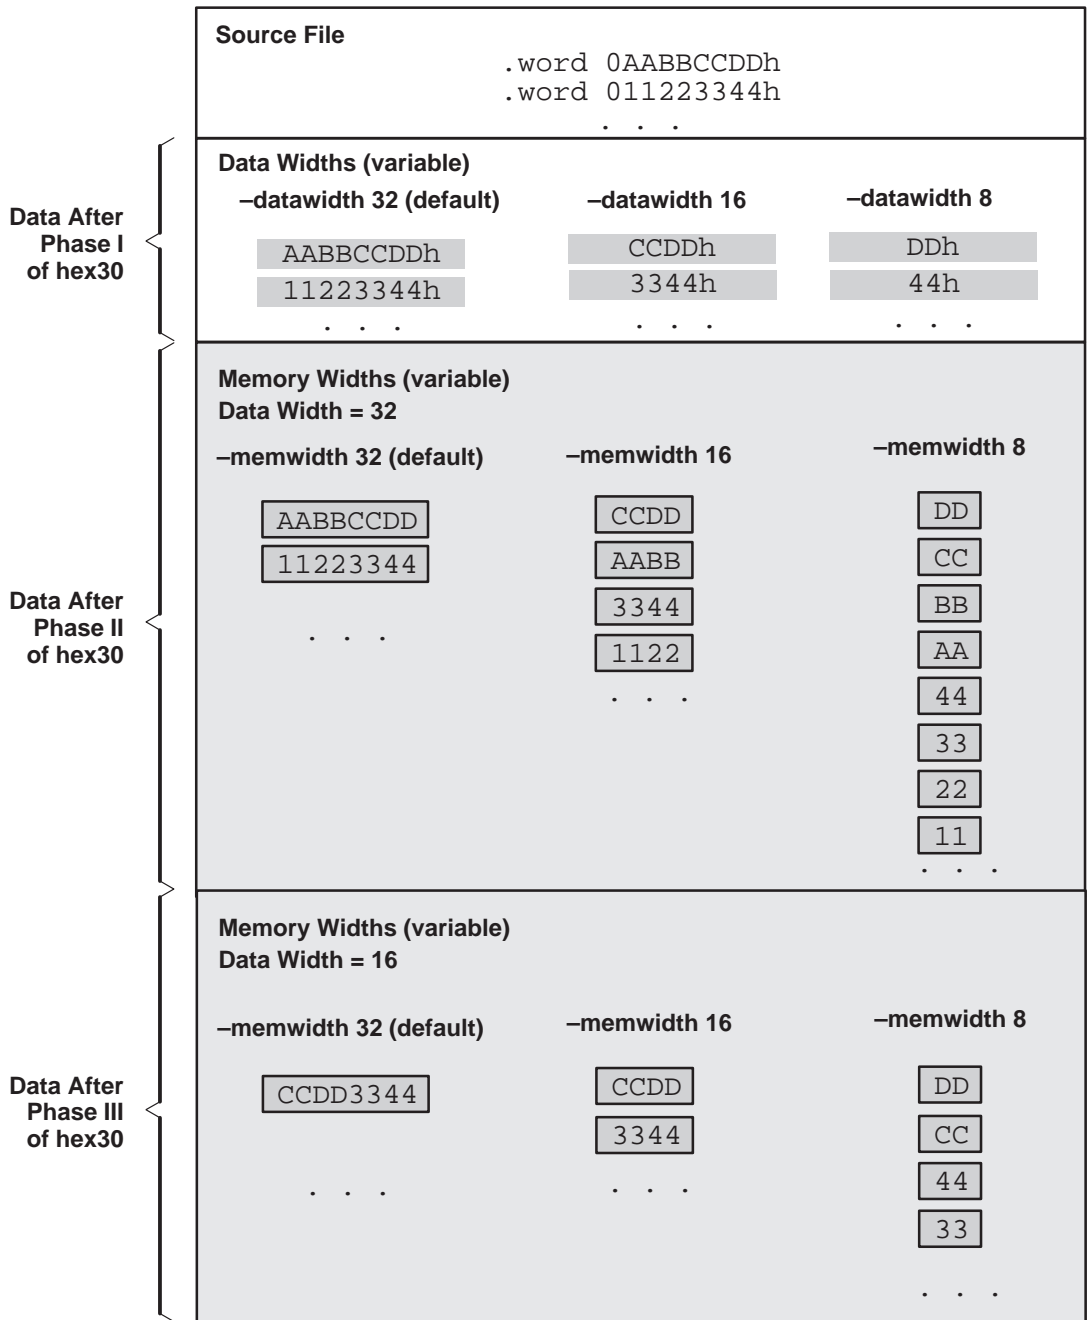 Source File
.word 0AABBCCDDh
.word 011223344h
. . .
Data After
Phase I
of hex30
Data Widths (variable)
–datawidth 32 (default)
AABBCCDDh
11223344h
. . .
–datawidth 16
CCDDh
3344h
. . .
–datawidth 8
DDh
44h
. . .
Data After
Phase II
of hex30
Memory Widths (variable)
Data Width = 32
–memwidth 32 (default)
AABBCCDD
11223344
. . .
–memwidth 16
CCDD
AABB
3344
1122
. . .
–memwidth 8
DD
CC
BB
AA
44
33
22
11
. . .
Data After
Phase III
of hex30
Memory Widths (variable)
Data Width = 16
–memwidth 32 (default)
CCDD3344
. . .
–memwidth 16
CCDD
3344
. . .
–memwidth 8
DD
CC
44
33
. . .